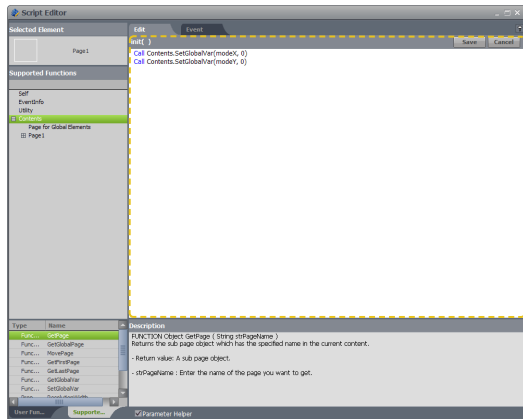 Script Editor
Selected Element
Page1
Supported Functions
Self
EventInfo
Utility
Contents
Page for Global Elements
Page1
Type Name
Func... GetPage
Func... GetGlobalPage
Func... MovePage
Func... GetFirstPage
Func... GetLastPage
Func... GetGlobalVar
Func... SetGlobalVar
User Fun... Supporte...
Edit Event
init( )
Save Cancel
Call Contents.SetGlobalVar(modeX, 0)
Call Contents.SetGlobalVar(modeY, 0)
Description
FUNCTION Object GetPage ( String strPageName )
Returns the sub page object which has the specified name in the current content.
- Return value: A sub page object.
- strPageName : Enter the name of the page you want to get.
Parameter Helper